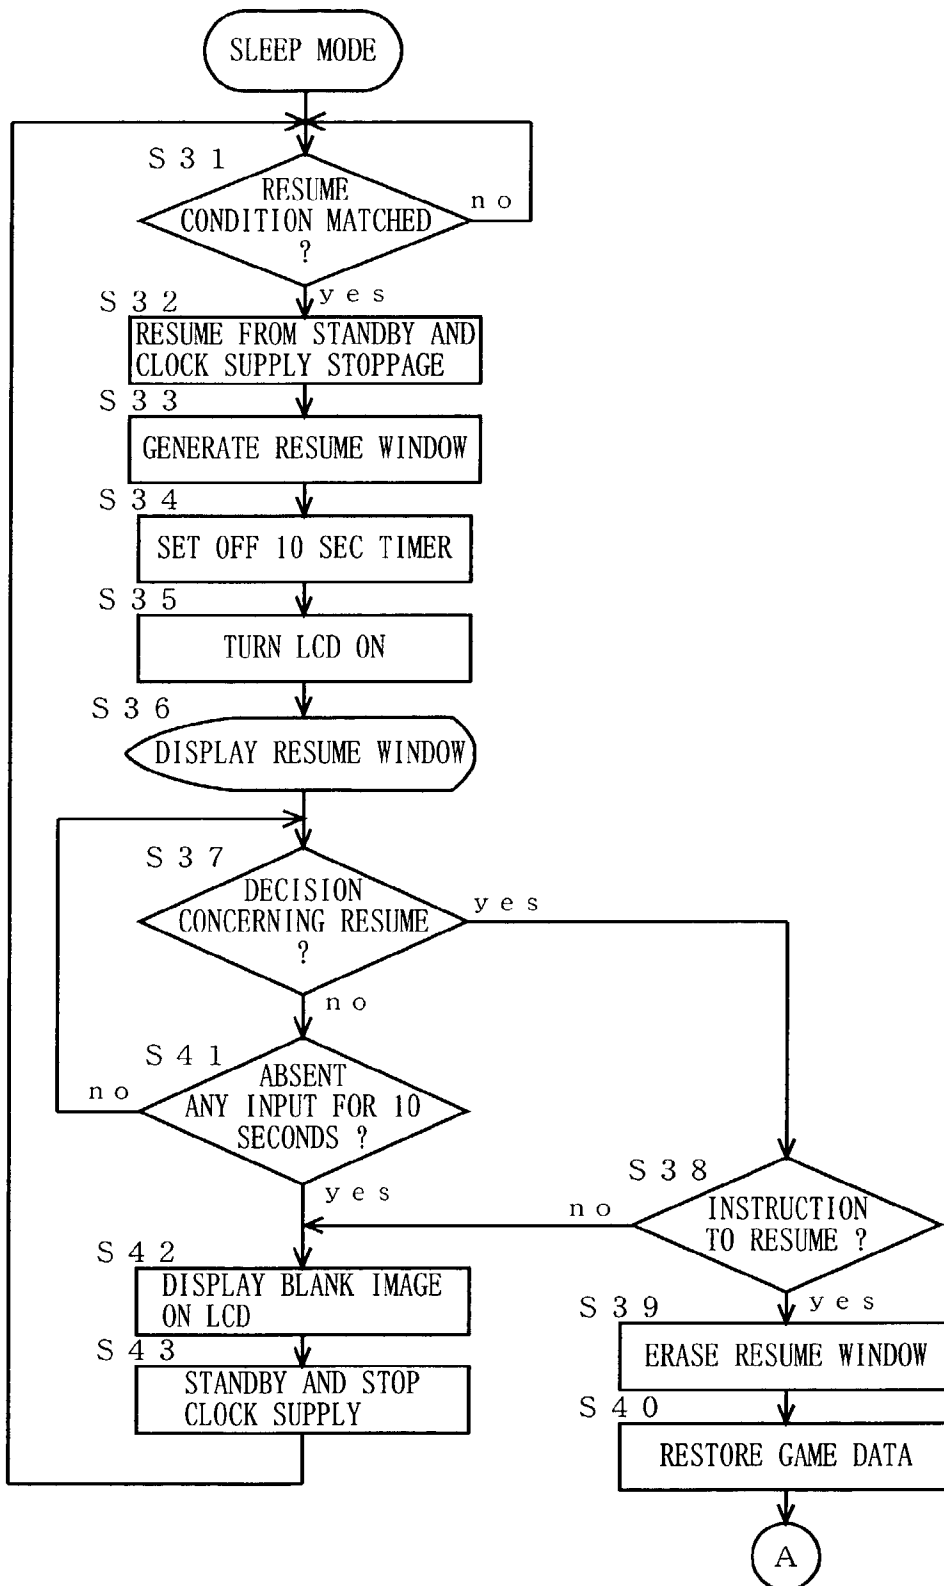 SLEEP MODE
S31
RESUME
CONDITION MATCHED
?
no
yes
S32
RESUME FROM STANDBY AND
CLOCK SUPPLY STOPPAGE
S33
GENERATE RESUME WINDOW
S34
SET OFF 10 SEC TIMER
S35
TURN LCD ON
S36
DISPLAY RESUME WINDOW
S37
DECISION
CONCERNING RESUME
?
yes
no
S41
ABSENT
ANY INPUT FOR 10
SECONDS ?
no
yes
S38
INSTRUCTION
TO RESUME ?
no
yes
S42
DISPLAY BLANK IMAGE
ON LCD
S43
STANDBY AND STOP
CLOCK SUPPLY
S39
ERASE RESUME WINDOW
S40
RESTORE GAME DATA
A